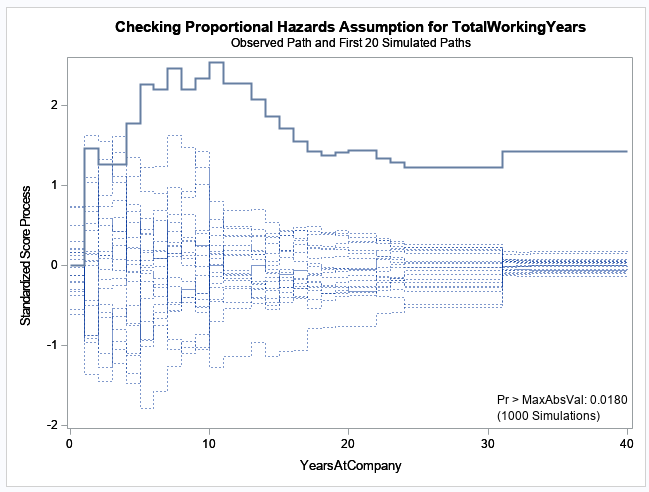 Checking Proportional Hazards Assumption for TotalWorkingYears
Observed Path and First 20 Simulated Paths
Standardized Score Process
2
1
0
-1
-2
Pr > MaxAbsVal: 0.0180
(1000 Simulations)
0 10 20 30 40
YearsAtCompany